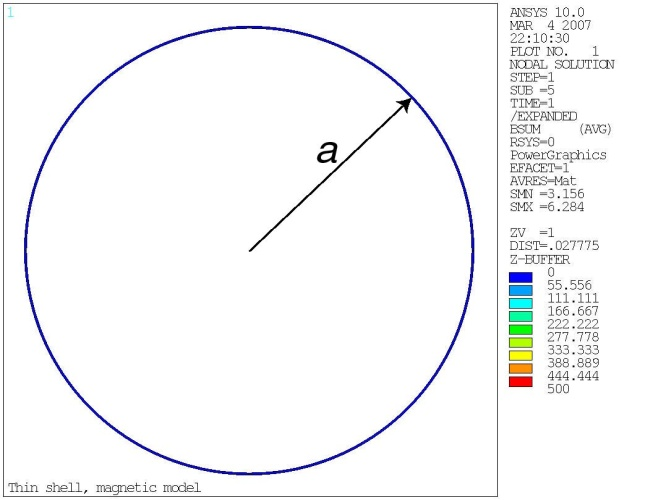 1
ANSYS 10.0
MAR  4 2007
22:10:30
PLOT NO.   1
NODAL SOLUTION
STEP=1
SUB =5
TIME=1
/EXPANDED
BSUM     (AVG)
RSYS=0
PowerGraphics
EFACET=1
AVRES=Mat
SMN =3.156
SMX =6.284
ZV  =1
DIST=.027775
Z-BUFFER
0
55.556
111.111
166.667
222.222
277.778
333.333
388.889
444.444
500
a
Thin shell, magnetic model